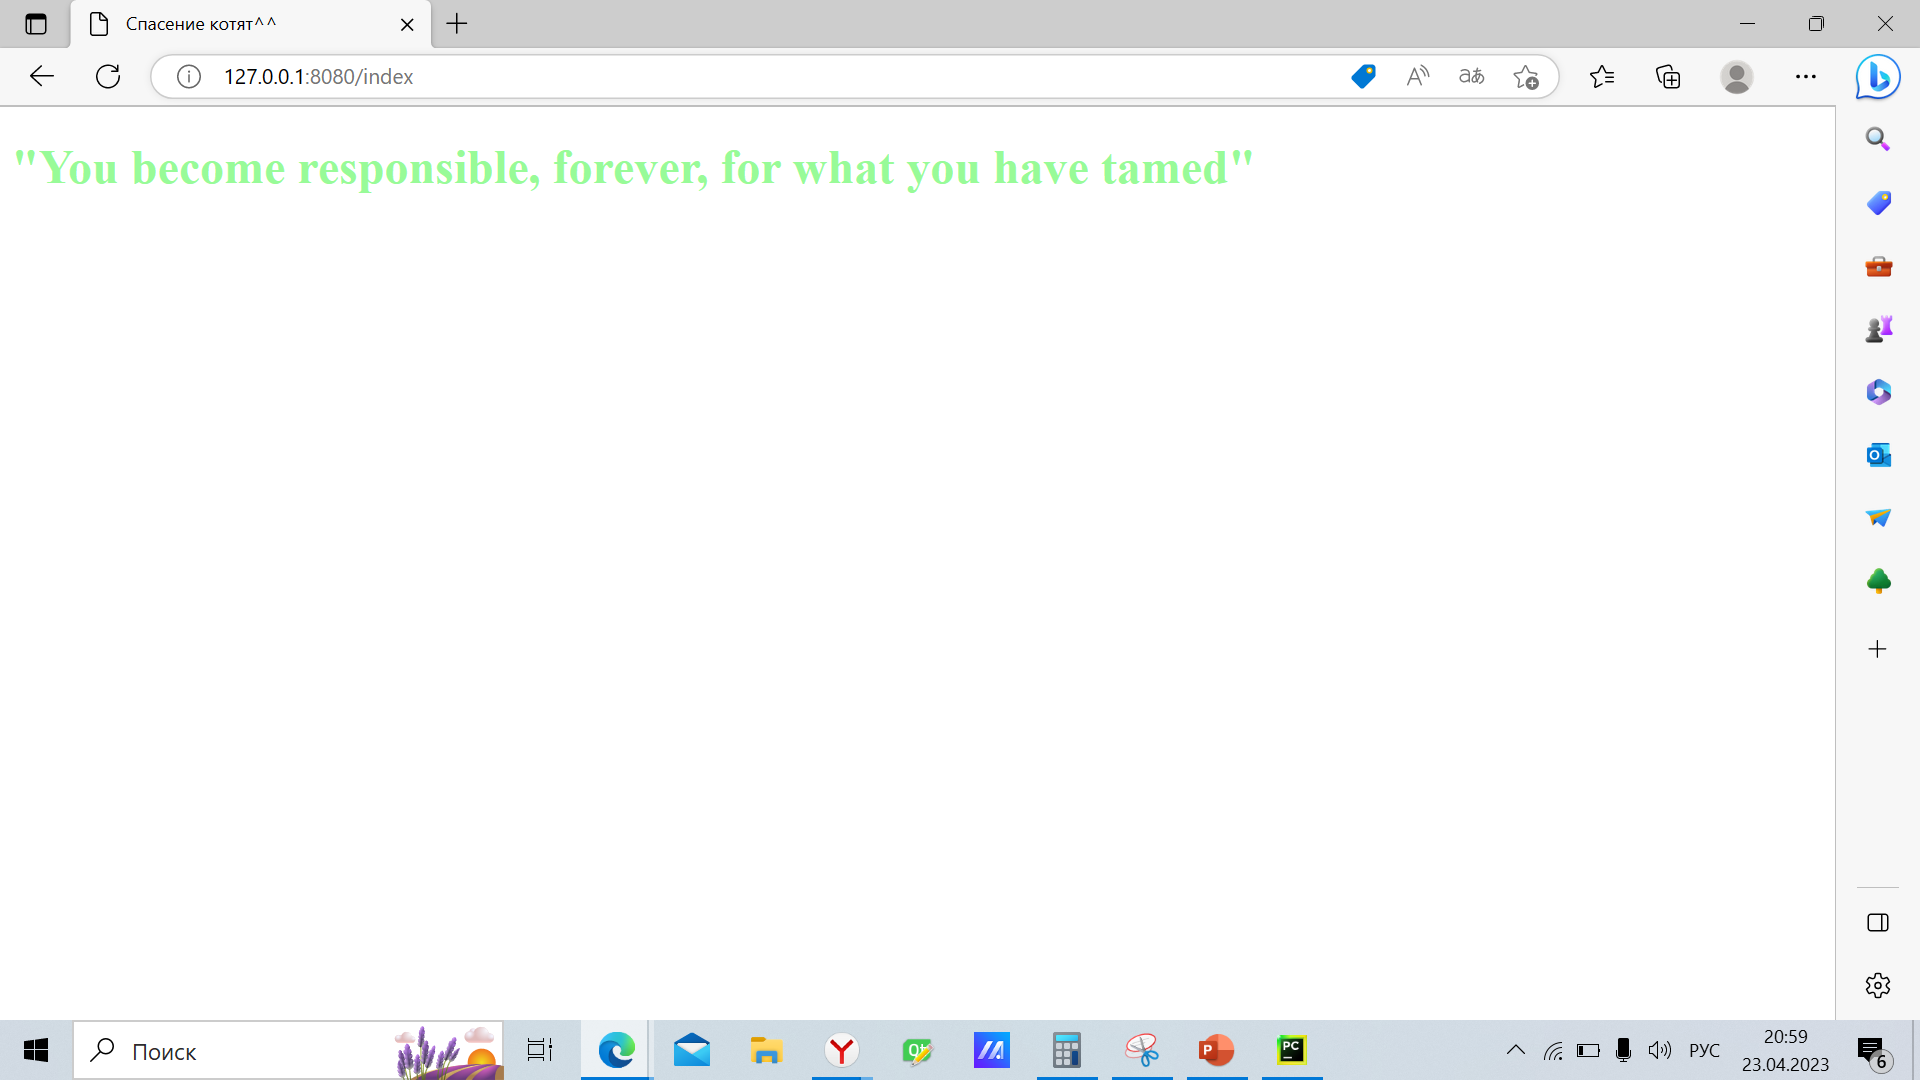 Спасение котят^^
127.0.0.1:8080/index
"You become responsible, forever, for what you have tamed"
Поиск
РУС
20:59
23.04.2023
6